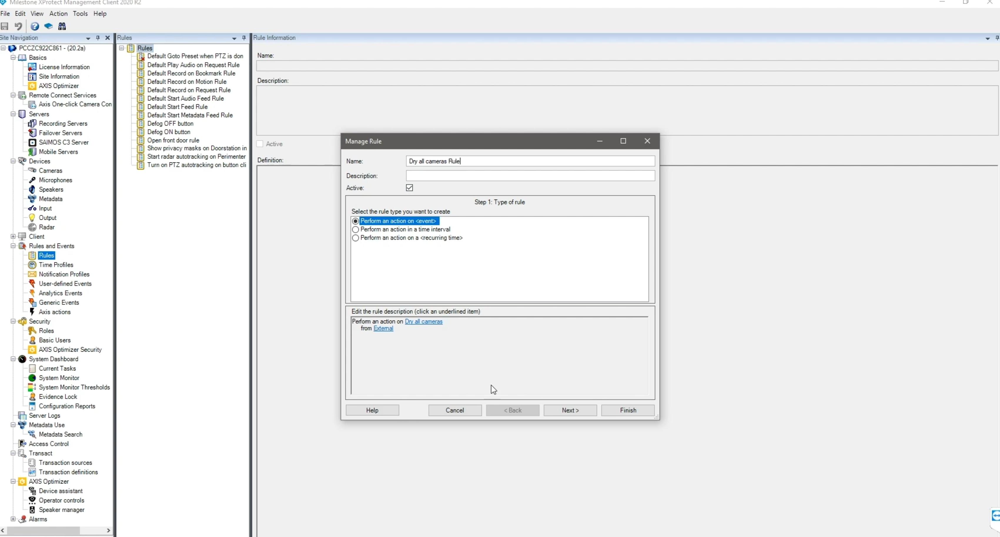 Milestone XProtect Management Client 2020 R2
File Edit View Action Tools Help
Site Navigation
PCCZC922C861 - (20.2a)
Basics
License Information
Site Information
AXIS Optimizer
Remote Connect Services
Axis One-click Camera Con
Servers
Recording Servers
Failover Servers
SAIMOS C3 Server
Mobile Servers
Devices
Cameras
Microphones
Speakers
Metadata
Input
Output
Radar
Client
Rules and Events
Rules
Time Profiles
Notification Profiles
User-defined Events
Analytics Events
Generic Events
Axis actions
Security
Roles
Basic Users
AXIS Optimizer Security
System Dashboard
Current Tasks
System Monitor
System Monitor Thresholds
Evidence Lock
Configuration Reports
Server Logs
Metadata Use
Metadata Search
Access Control
Transact
Transaction sources
Transaction definitions
AXIS Optimizer
Device assistant
Operator controls
Speaker manager
Alarms
Rules
Rules
Default Goto Preset when PTZ is don
Default Play Audio on Request Rule
Default Record on Bookmark Rule
Default Record on Motion Rule
Default Record on Request Rule
Default Start Audio Feed Rule
Default Start Feed Rule
Default Start Metadata Feed Rule
Defog OFF button
Defog ON button
Open front door rule
Show privacy masks on Doorstation in
Start radar autotracking on Perimenter
Turn on PTZ autotracking on button cli
Rule Information
Name:
Description:
Active
Definition:
Manage Rule
Name: Dry all cameras Rule
Description:
Active:
Step 1: Type of rule
Select the rule type you want to create
Perform an action on <event>
Perform an action in a time interval
Perform an action on a <recurring time>
Edit the rule description (click an underlined item)
Perform an action on Dry all cameras
from External
Help Cancel < Back Next > Finish